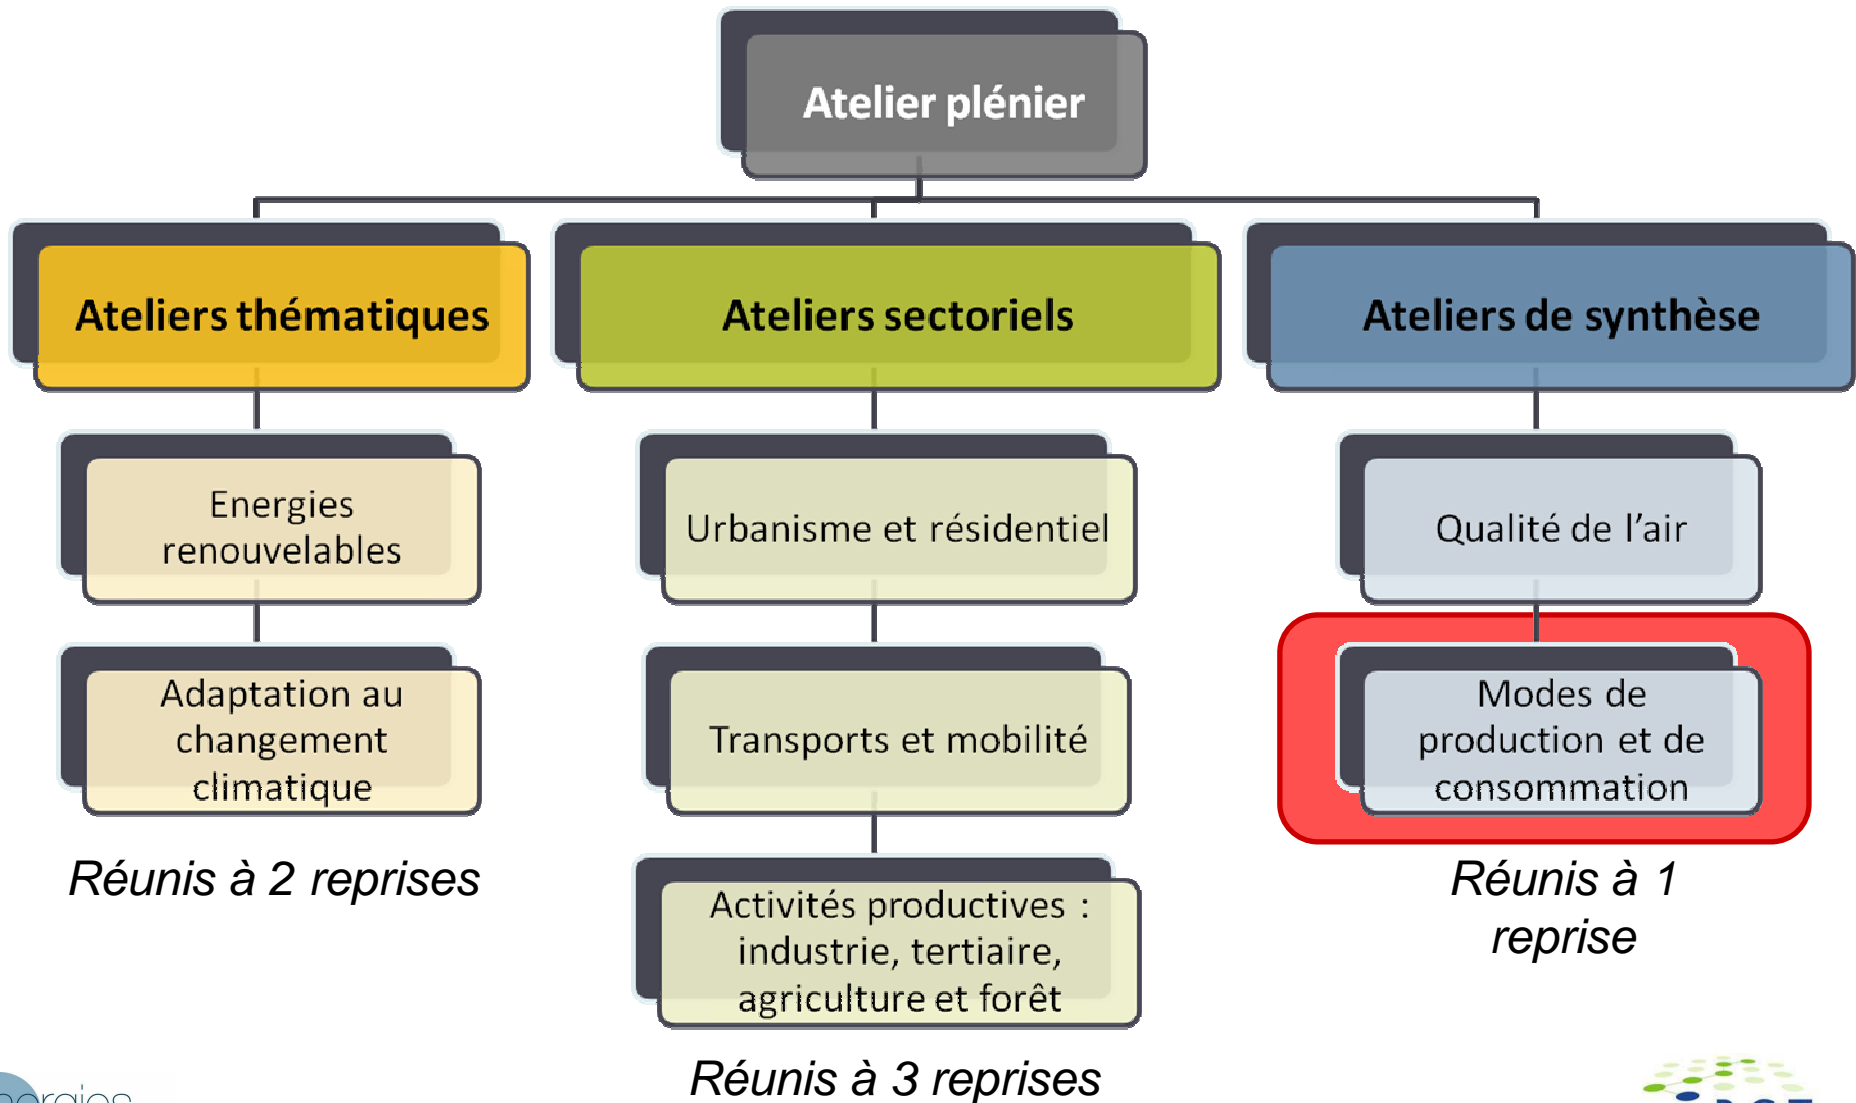 Atelier plénier
Ateliers thématiques
Ateliers sectoriels
Ateliers de synthèse
Energies
renouvelables
Adaptation au
changement
climatique
Réunis à 2 reprises
Urbanisme et résidentiel
Transports et mobilité
Activités productives :
industrie, tertiaire,
agriculture et forêt
Réunis à 3 reprises
Qualité de l'air
Modes de
production et de
consommation
Réunis à 1
reprise